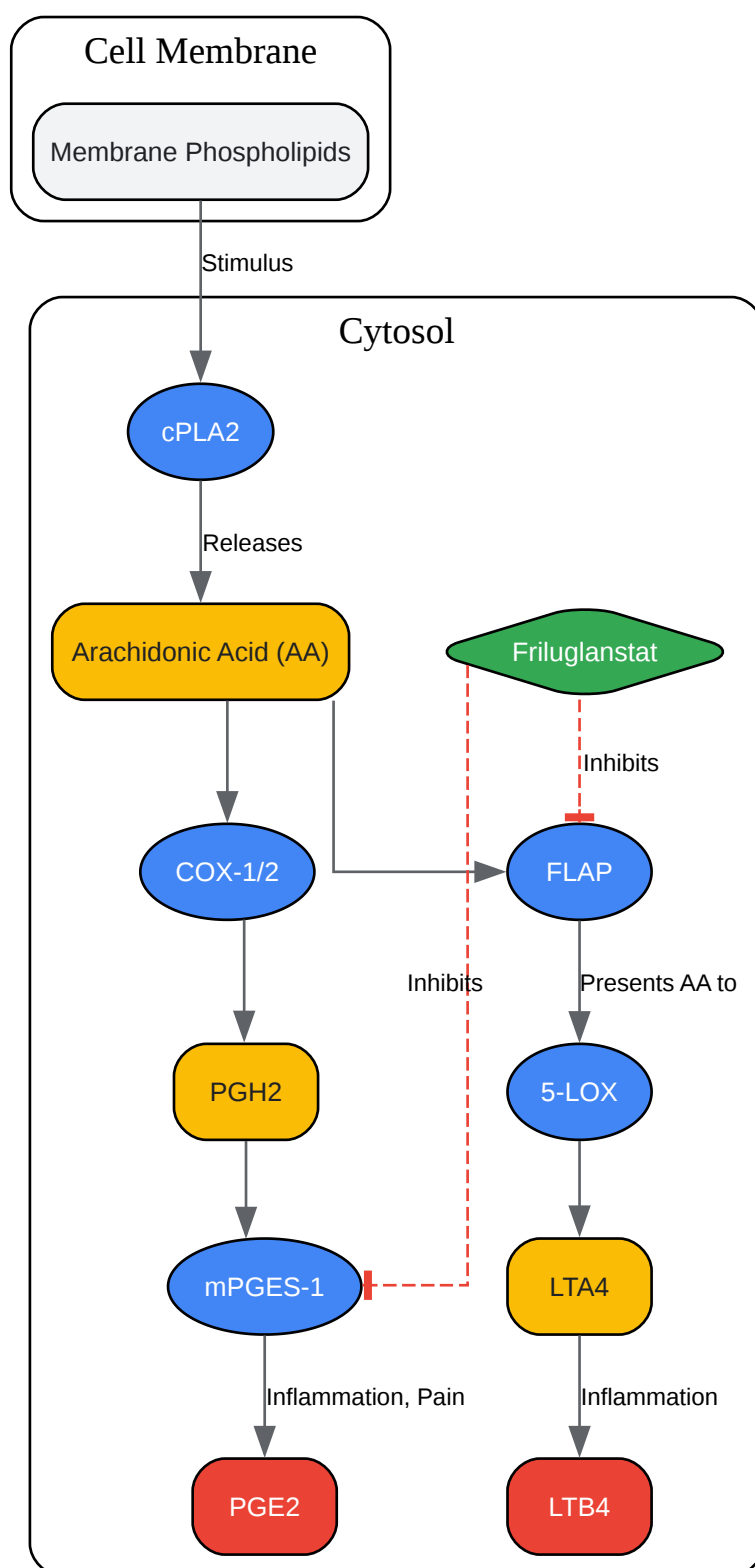 Cell Membrane
Membrane Phospholipids
Stimulus
Cytosol
cPLA2
Releases
Arachidonic Acid (AA)
Friluglanstat
Inhibits
COX-1/2
FLAP
Inhibits
Presents AA to
PGH2
5-LOX
mPGES-1
LTA4
Inflammation, Pain
Inflammation
PGE2
LTB4